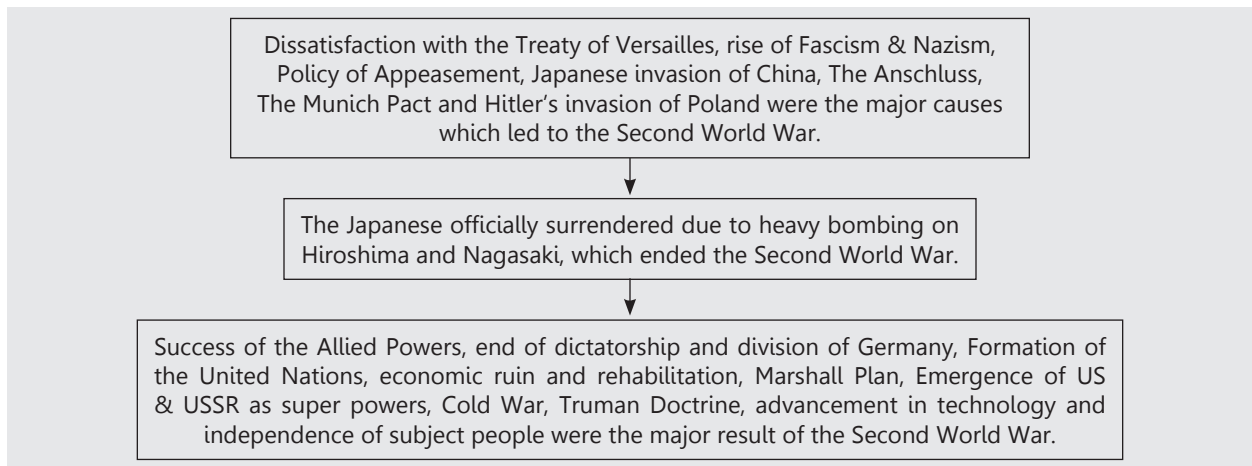 Dissatisfaction with the Treaty of Versailles, rise of Fascism & Nazism,
Policy of Appeasement, Japanese invasion of China, The Anschluss,
The Munich Pact and Hitler's invasion of Poland were the major causes
which led to the Second World War.
The Japanese officially surrendered due to heavy bombing on
Hiroshima and Nagasaki, which ended the Second World War.
Success of the Allied Powers, end of dictatorship and division of Germany, Formation of
the United Nations, economic ruin and rehabilitation, Marshall Plan, Emergence of US
& USSR as super powers, Cold War, Truman Doctrine, advancement in technology and
independence of subject people were the major result of the Second World War.